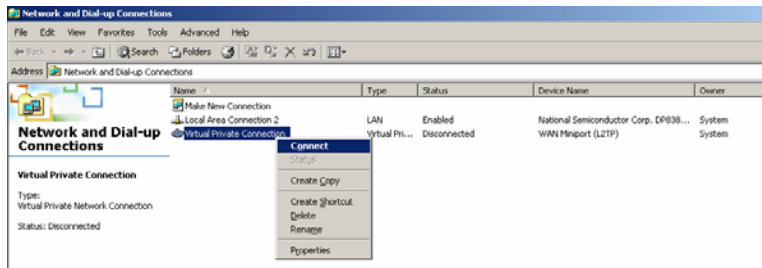 Network and Dial-up Connections
File Edit View Favorites Tools Advanced Help
Back Search Folders
Address Network and Dial-up Connections
Name Type Status Device Name Owner
Make New Connection
Local Area Connection 2 LAN Enabled National Semiconductor Corp. DP838... System
Virtual Private Connection Virtual Pri... Disconnected WAN Miniport (L2TP) System
Network and Dial-up
Connections
Virtual Private Connection
Type:
Virtual Private Network Connection
Status: Disconnected
Connect
Status
Create Copy
Create Shortcut
Delete
Rename
Properties